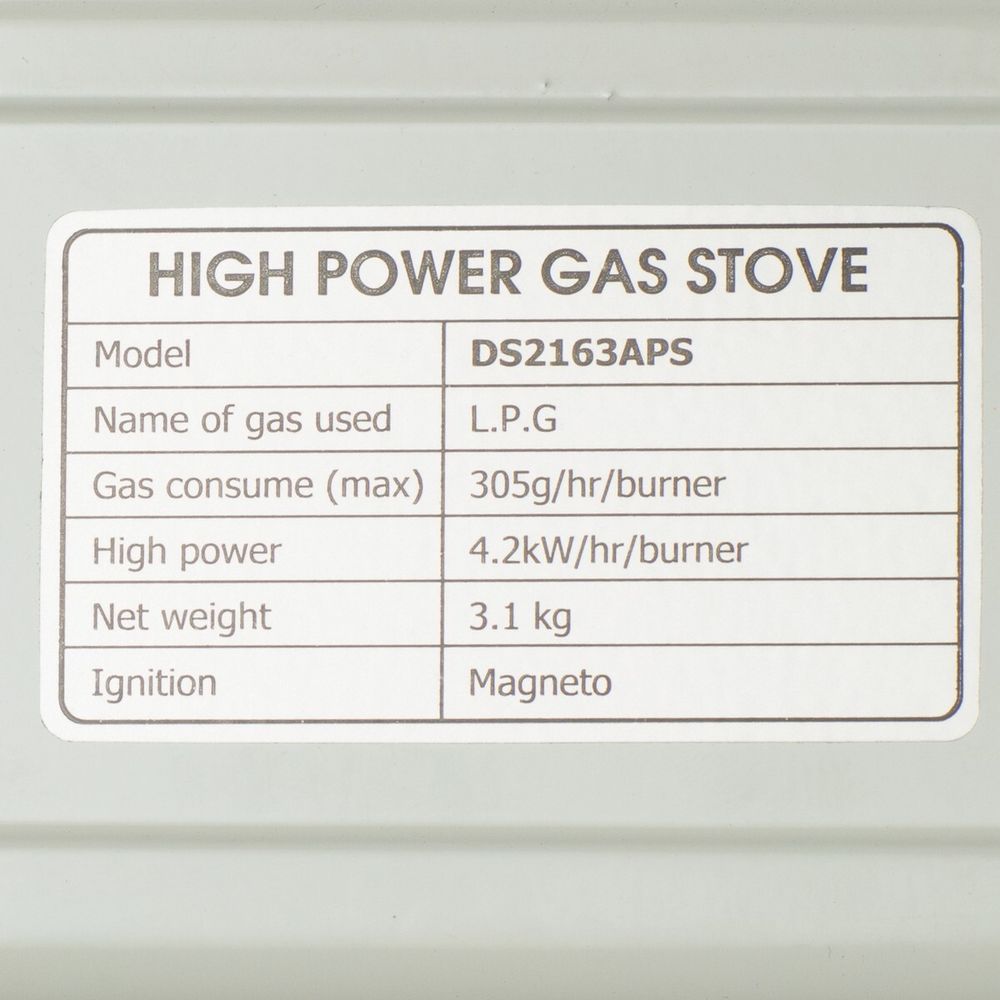 HIGH POWER GAS STOVE
Model DS2163APS
Name of gas used L.P.G
Gas consume (max) 305g/hr/burner
High power 4.2kW/hr/burner
Net weight 3.1 kg
Ignition Magneto